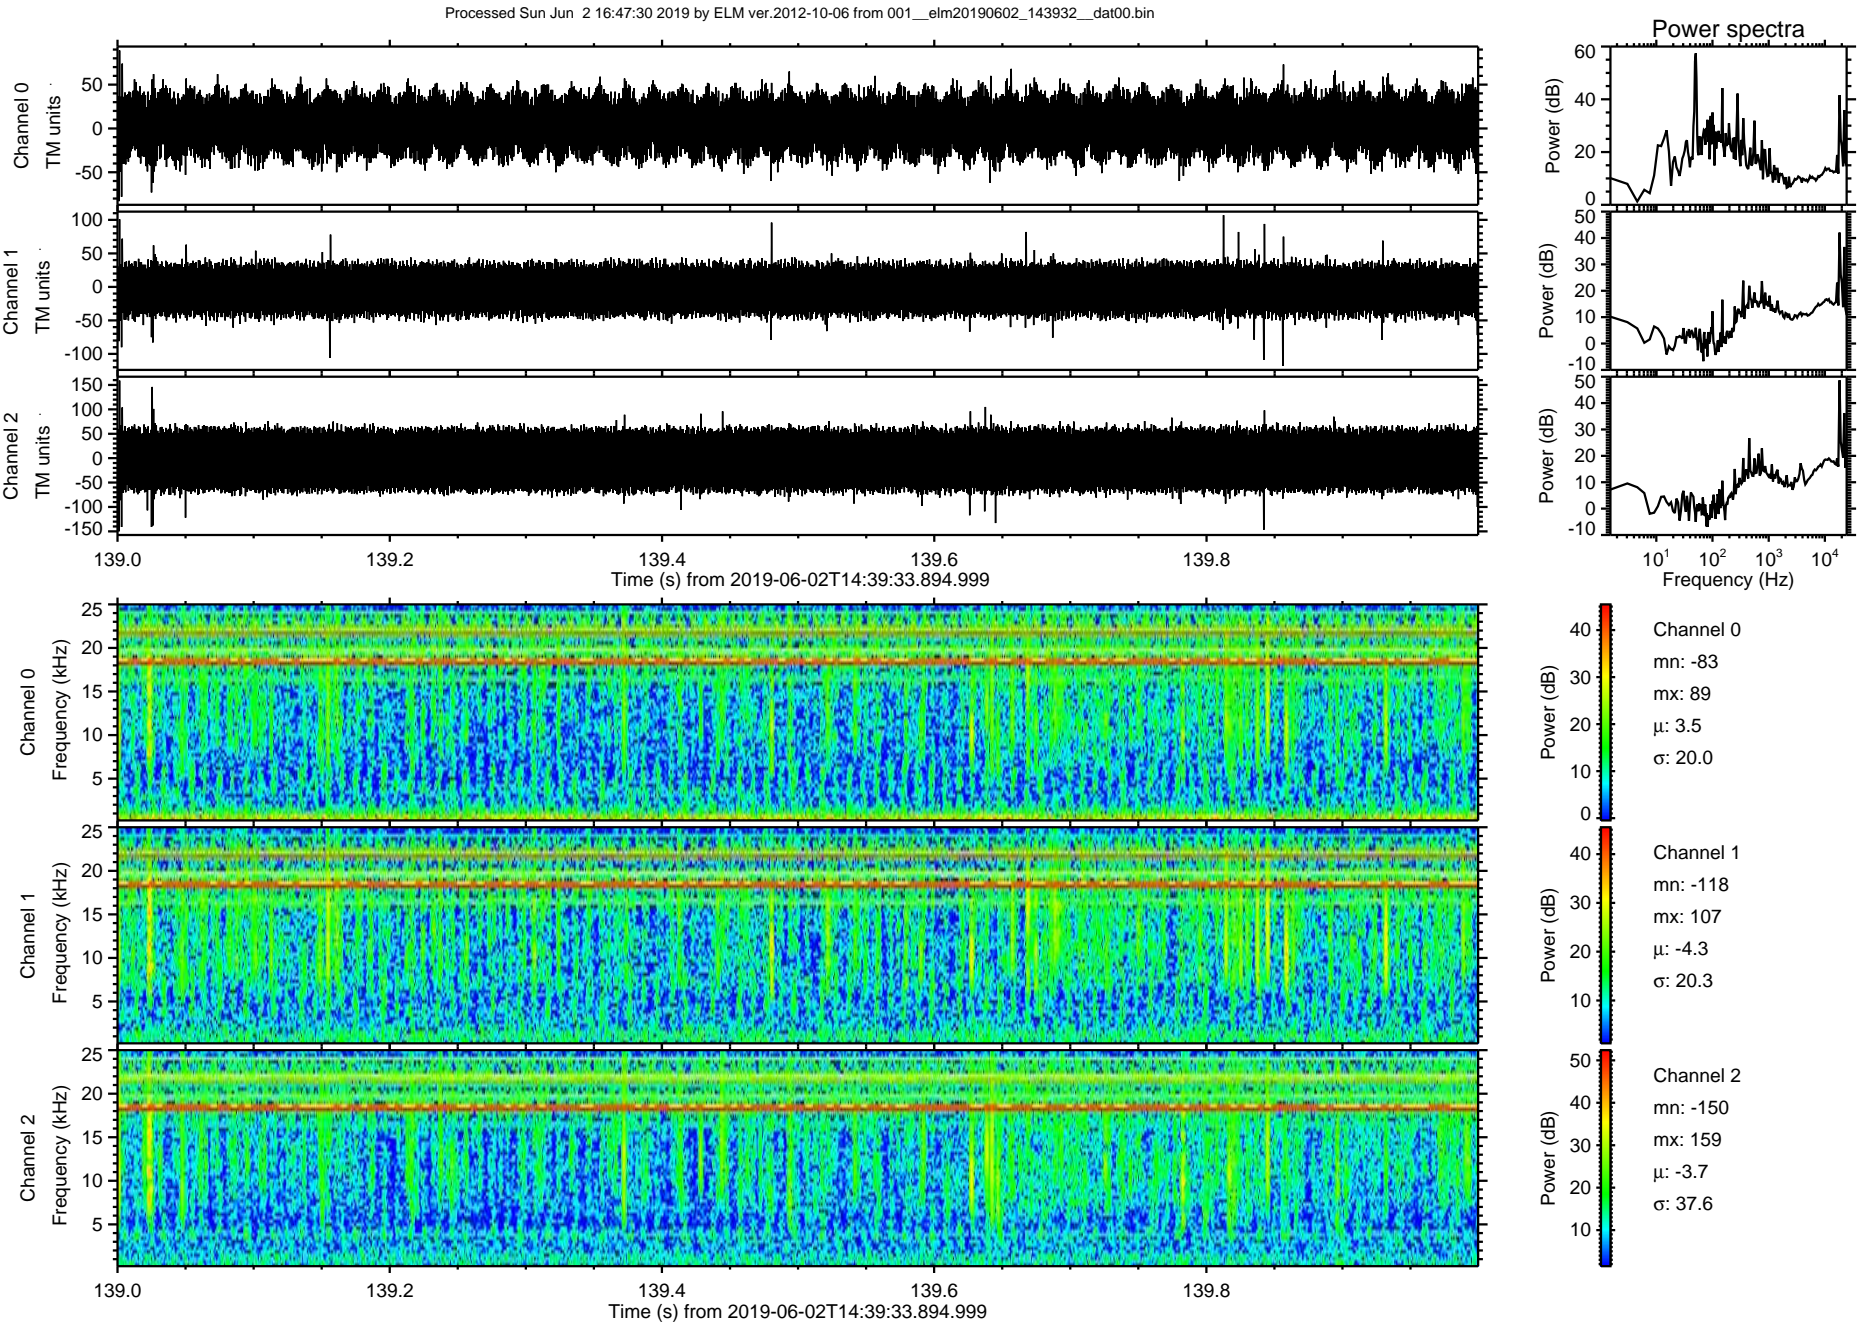 Processed Sun Jun  2 16:47:30 2019 by ELM ver.2012-10-06 from 001__elm20190602_143932__dat00.bin
Power spectra
Channel 0
TM units
50
0
-50
Power (dB)
60
40
20
0
Channel 1
TM units
100
50
0
-50
-100
Power (dB)
50
40
30
20
10
0
-10
Channel 2
TM units
150
100
50
0
-50
-100
-150
Power (dB)
50
40
30
20
10
0
-10
139.0 139.2 139.4 139.6 139.8
Time (s) from 2019-06-02T14:39:33.894.999
10^1 10^2 10^3 10^4
Frequency (Hz)
Channel 0
Frequency (kHz)
25
20
15
10
5
Power (dB)
40
30
20
10
0
Channel 0
mn: -83
mx: 89
µ: 3.5
σ: 20.0
Channel 1
Frequency (kHz)
25
20
15
10
5
Power (dB)
40
30
20
10
Channel 1
mn: -118
mx: 107
µ: -4.3
σ: 20.3
Channel 2
Frequency (kHz)
25
20
15
10
5
Power (dB)
50
40
30
20
10
Channel 2
mn: -150
mx: 159
µ: -3.7
σ: 37.6
139.0 139.2 139.4 139.6 139.8
Time (s) from 2019-06-02T14:39:33.894.999